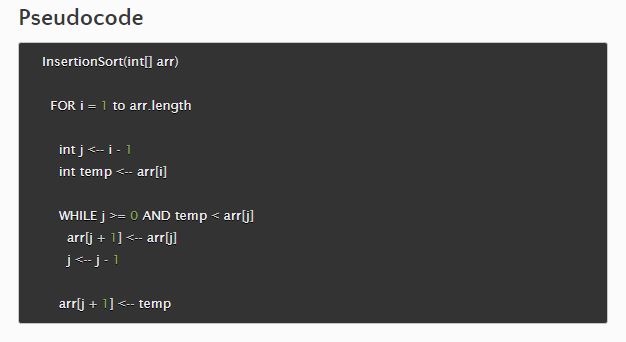 Pseudocode
InsertionSort(int[] arr)
FOR i = 1 to arr.length
int j <-- i - 1
int temp <-- arr[i]
WHILE j >= 0 AND temp < arr[j]
arr[j + 1] <-- arr[j]
j <-- j - 1
arr[j + 1] <-- temp